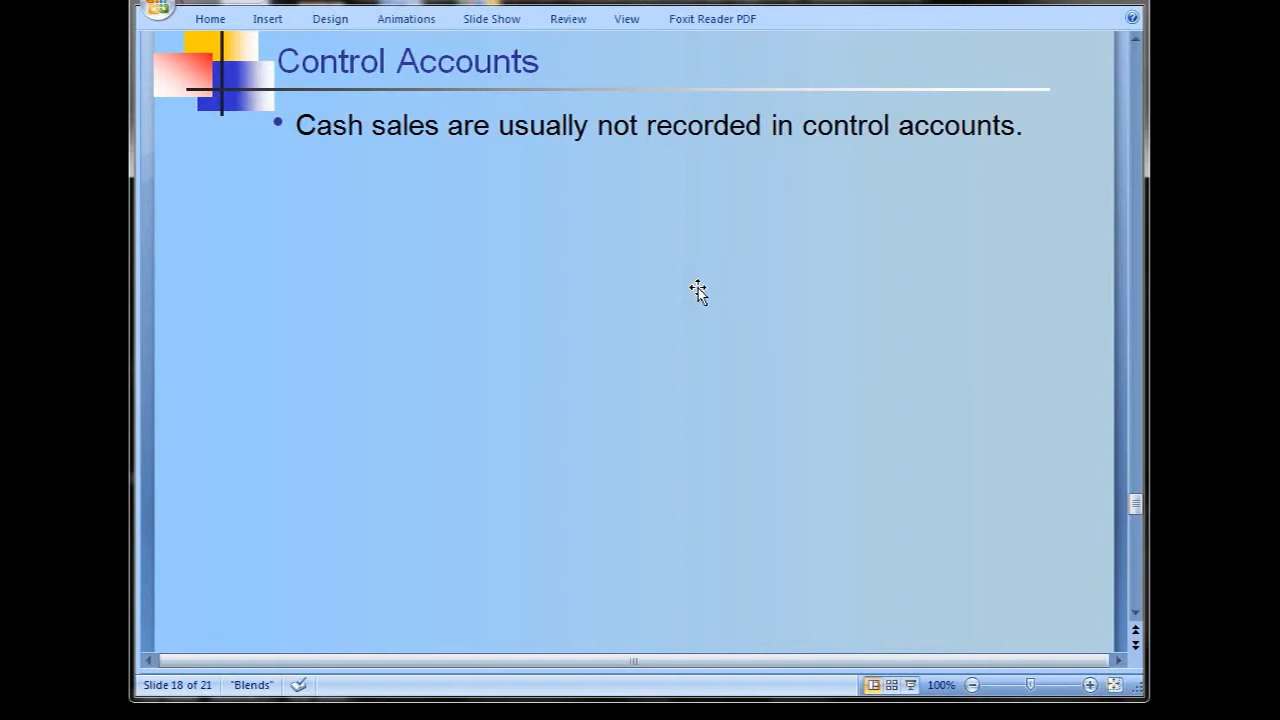 Home Insert Design Animations Slide Show Review View Foxit Reader PDF
Control Accounts
• Cash sales are usually not recorded in control accounts.
Slide 18 of 21 "Blends" 100%